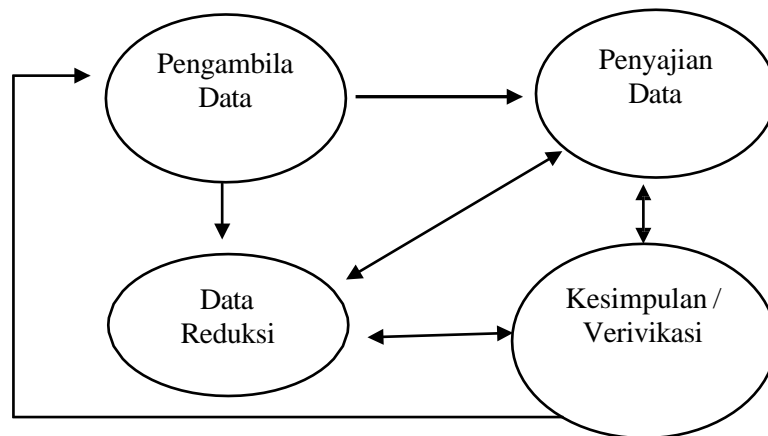 Pengambila
Data
Penyajian
Data
Data
Reduksi
Kesimpulan /
Verivikasi